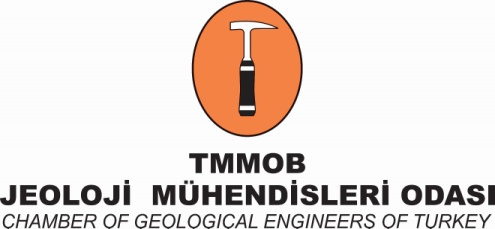 TMMOB
JEOLOJİ MÜHENDİSLERİ ODASI
CHAMBER OF GEOLOGICAL ENGINEERS OF TURKEY